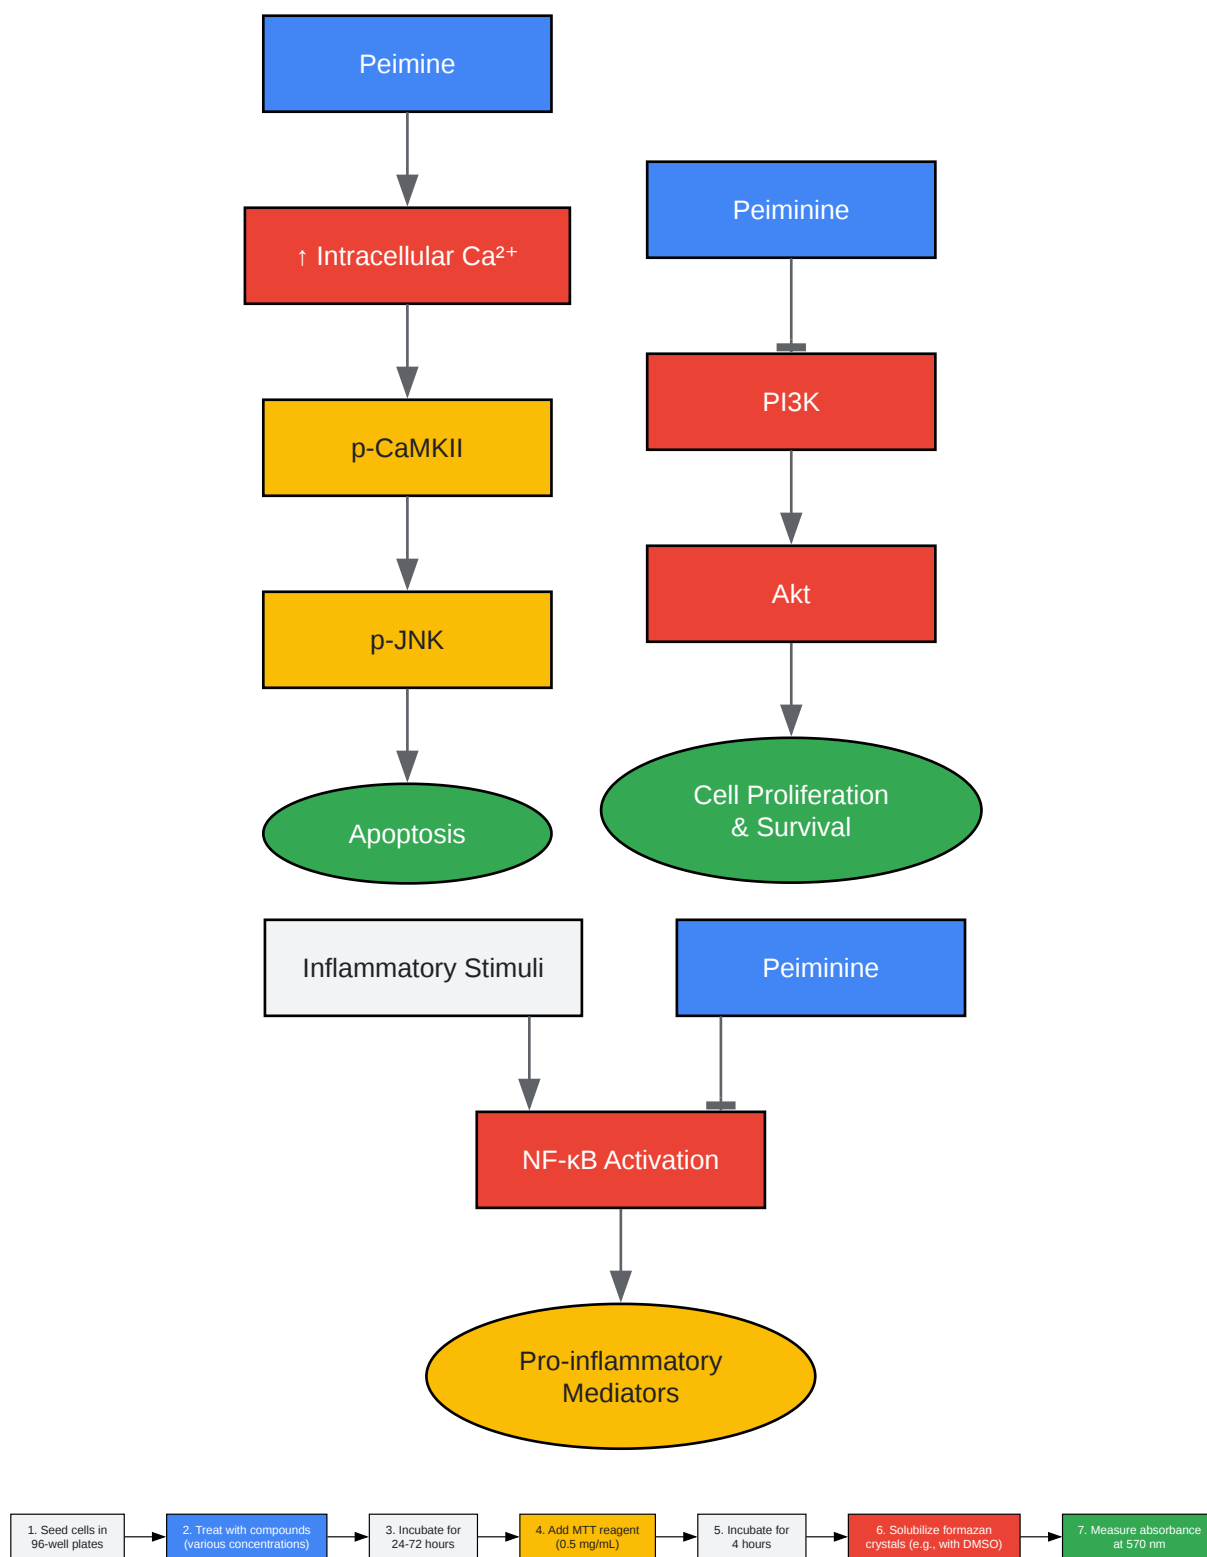 Peimine
↑ Intracellular Ca²⁺
p-CaMKII
p-JNK
Apoptosis
Peiminine
PI3K
Akt
Cell Proliferation
& Survival
Inflammatory Stimuli
Peiminine
NF-κB Activation
Pro-inflammatory
Mediators
1. Seed cells in
96-well plates
2. Treat with compounds
(various concentrations)
3. Incubate for
24-72 hours
4. Add MTT reagent
(0.5 mg/mL)
5. Incubate for
4 hours
6. Solubilize formazan
crystals (e.g., with DMSO)
7. Measure absorbance
at 570 nm